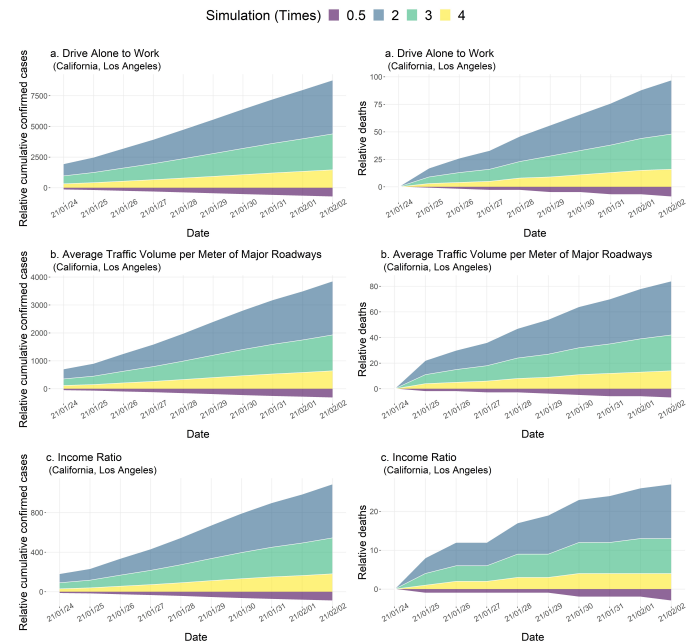 Simulation (Times) 0.5 2 3 4
a. Drive Alone to Work
(California, Los Angeles)
Relative cumulative confirmed cases
7500
5000
2500
0
21/01/24 21/01/25 21/01/26 21/01/27 21/01/28 21/01/29 21/01/30 21/01/31 21/02/01 21/02/02
Date
a. Drive Alone to Work
(California, Los Angeles)
Relative deaths
100
75
50
25
0
21/01/24 21/01/25 21/01/26 21/01/27 21/01/28 21/01/29 21/01/30 21/01/31 21/02/01 21/02/02
Date
b. Average Traffic Volume per Meter of Major Roadways
(California, Los Angeles)
Relative cumulative confirmed cases
4000
3000
2000
1000
0
21/01/24 21/01/25 21/01/26 21/01/27 21/01/28 21/01/29 21/01/30 21/01/31 21/02/01 21/02/02
Date
b. Average Traffic Volume per Meter of Major Roadways
(California, Los Angeles)
Relative deaths
80
60
40
20
0
21/01/24 21/01/25 21/01/26 21/01/27 21/01/28 21/01/29 21/01/30 21/01/31 21/02/01 21/02/02
Date
c. Income Ratio
(California, Los Angeles)
Relative cumulative confirmed cases
800
400
0
21/01/24 21/01/25 21/01/26 21/01/27 21/01/28 21/01/29 21/01/30 21/01/31 21/02/01 21/02/02
Date
c. Income Ratio
(California, Los Angeles)
Relative deaths
20
10
0
21/01/24 21/01/25 21/01/26 21/01/27 21/01/28 21/01/29 21/01/30 21/01/31 21/02/01 21/02/02
Date